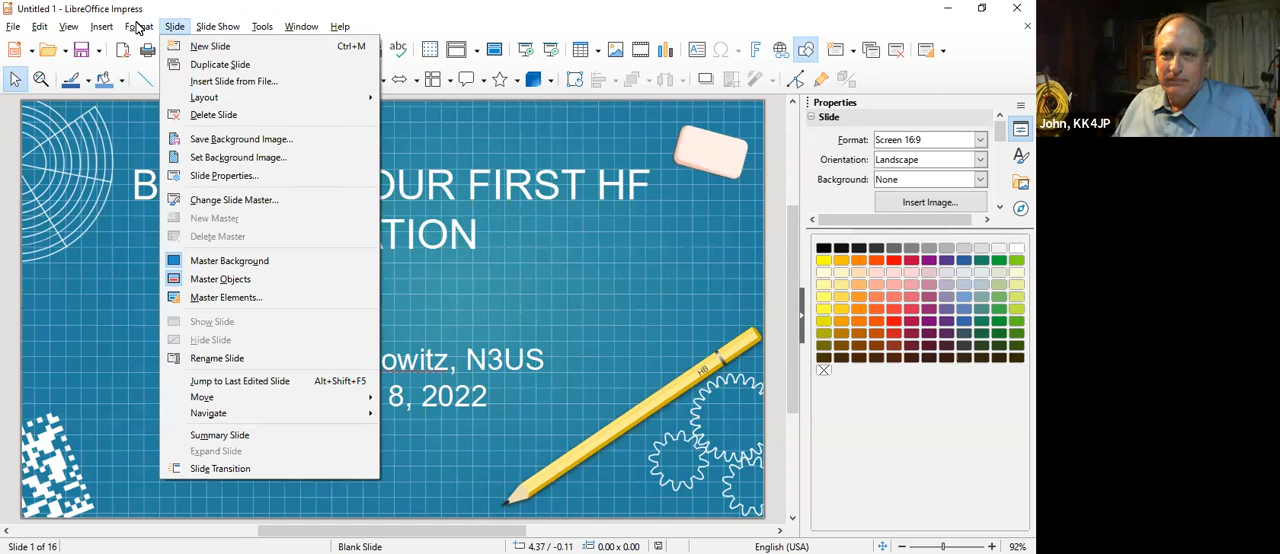 Untitled 1 - LibreOffice Impress
File Edit View Insert Format Slide Slide Show Tools Window Help
New Slide Ctrl+M
Duplicate Slide
Insert Slide from File...
Layout
Delete Slide
Save Background Image...
Set Background Image...
Slide Properties...
Change Slide Master...
New Master
Delete Master
Master Background
Master Objects
Master Elements...
Show Slide
Hide Slide
Rename Slide
Jump to Last Edited Slide Alt+Shift+F5
Move
Navigate
Summary Slide
Expand Slide
Slide Transition
B OUR FIRST HF
ATION
owitz, N3US
8, 2022
HB
Properties
Slide
Format: Screen 16:9
Orientation: Landscape
Background: None
Insert Image...
John, KK4JP
Slide 1 of 16 Blank Slide 4.37 / -0.11 0.00 x 0.00 English (USA) 92%